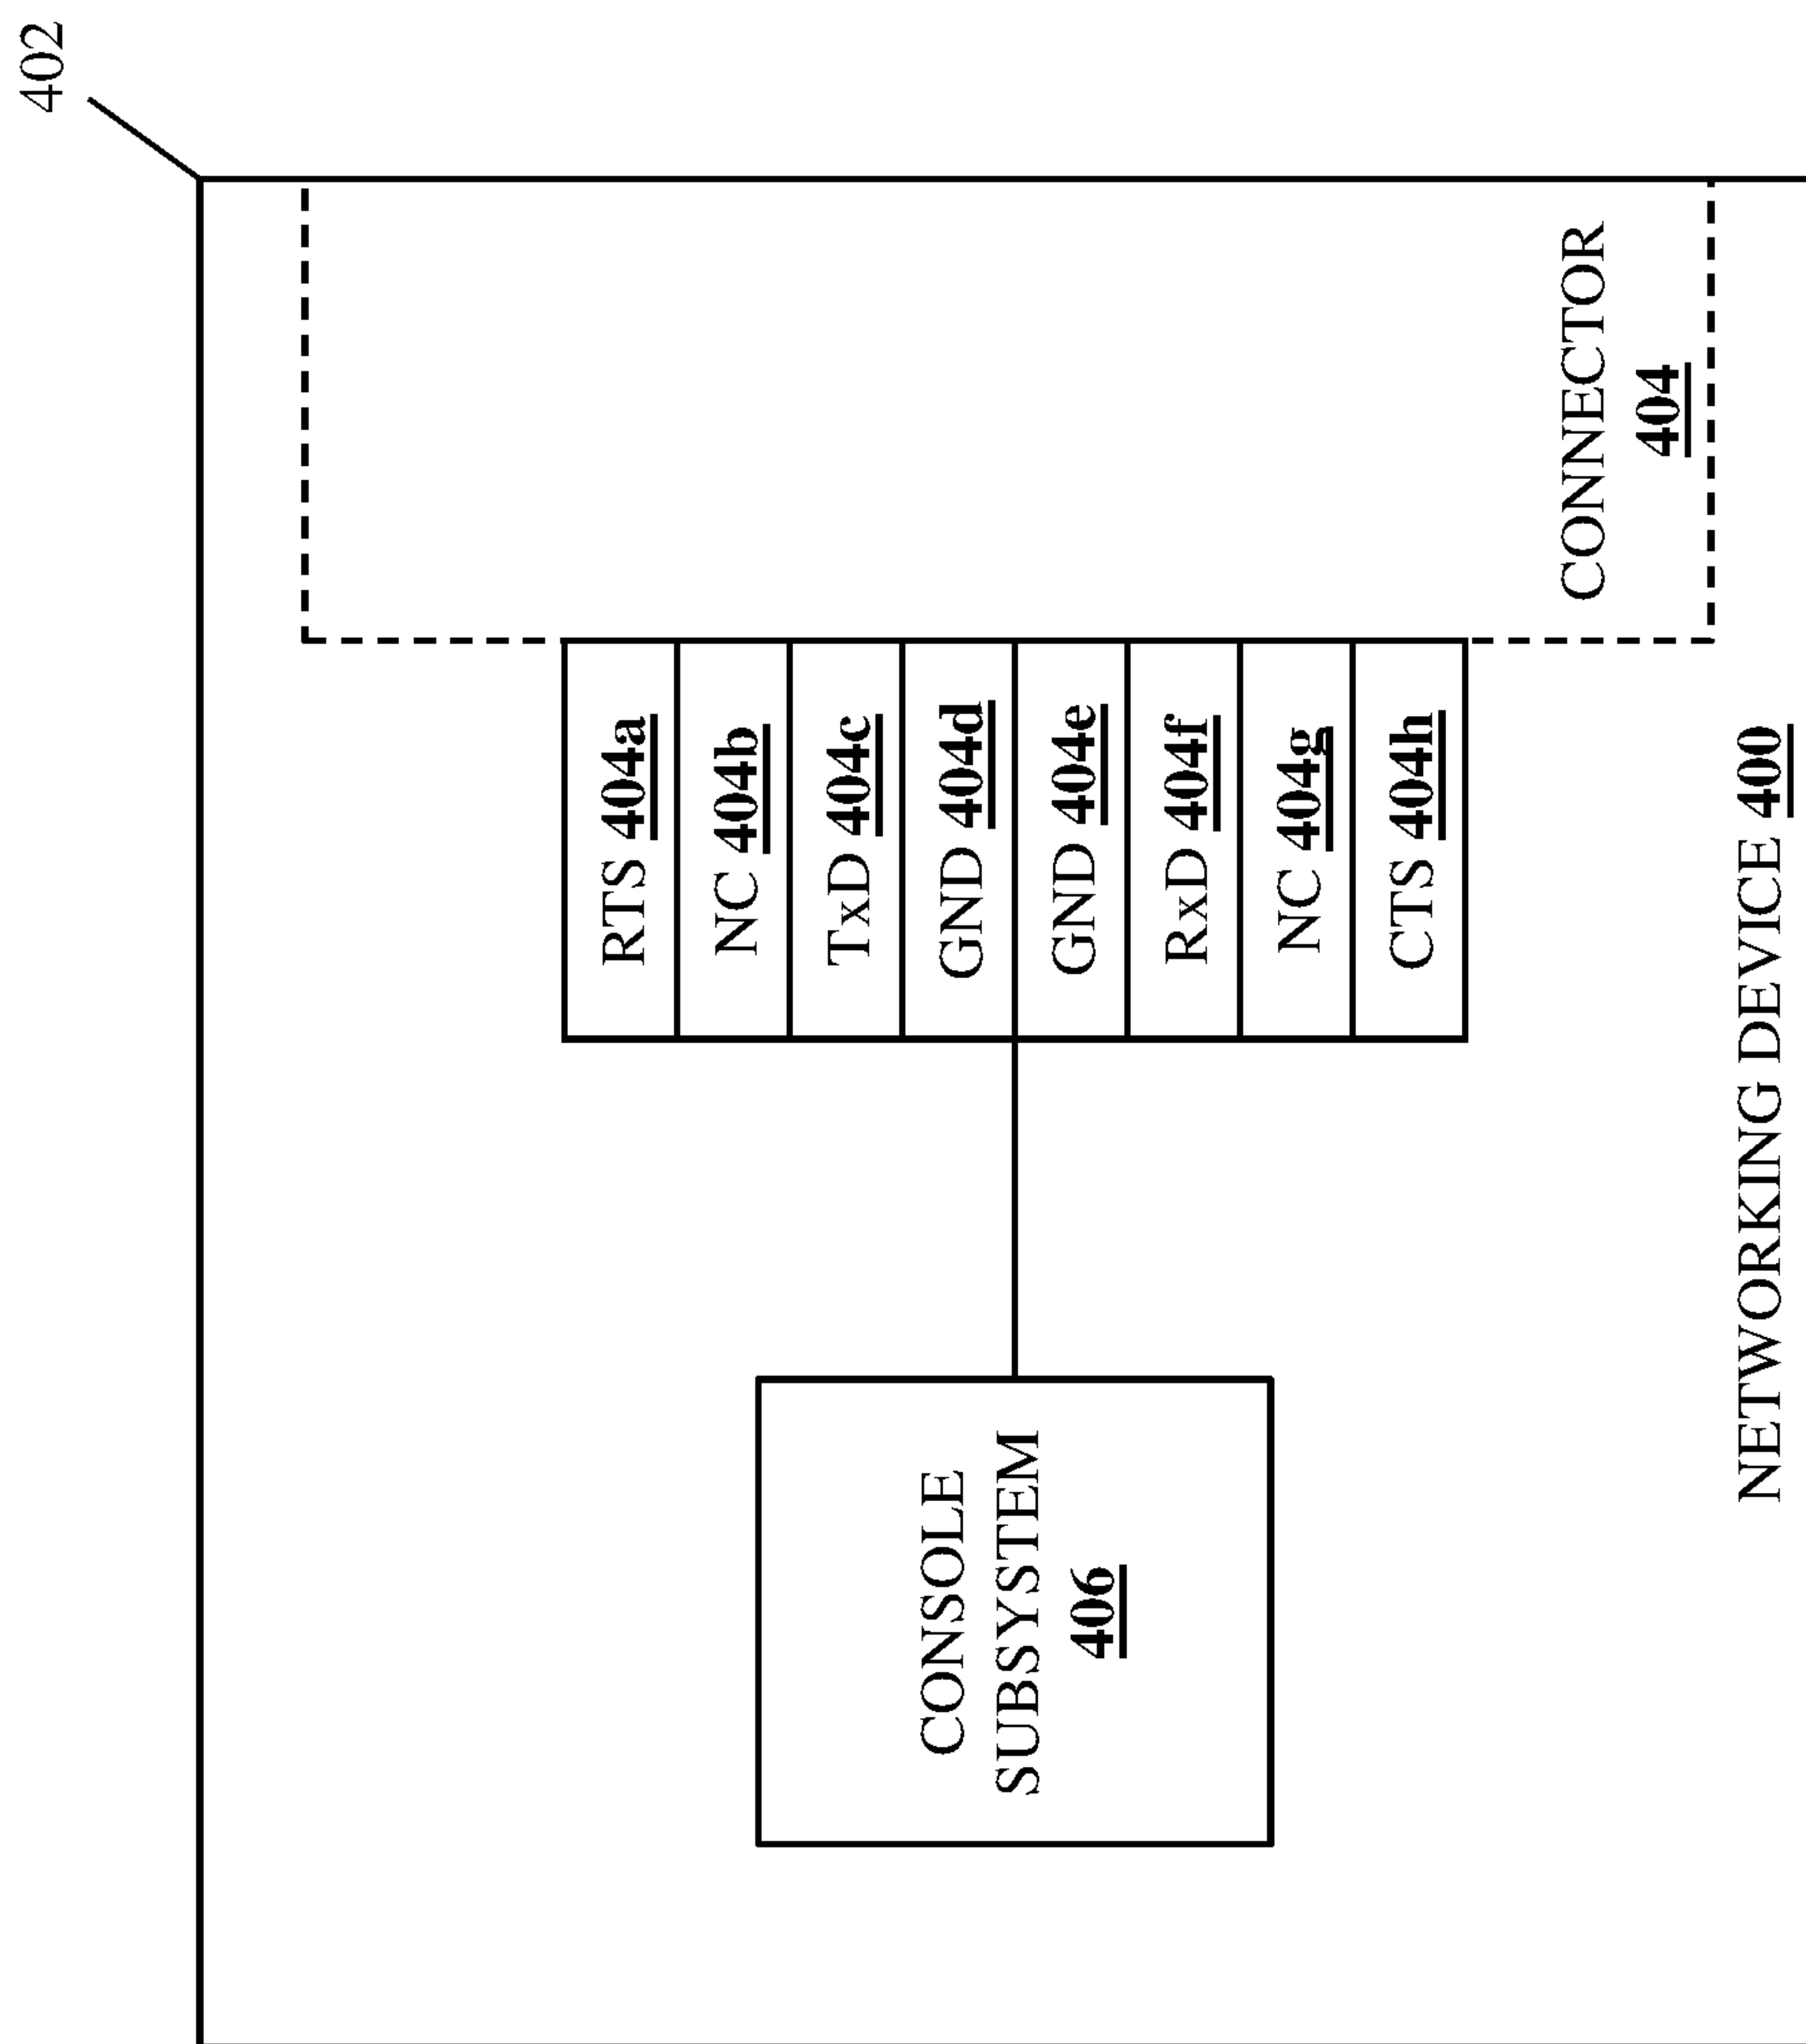 402
RTS 404a
NC 404b
TxD 404c
GND 404d
GND 404e
RxD 404f
NC 404g
CTS 404h
CONSOLE
SUBSYSTEM
406
CONNECTOR
404
NETWORKING DEVICE 400